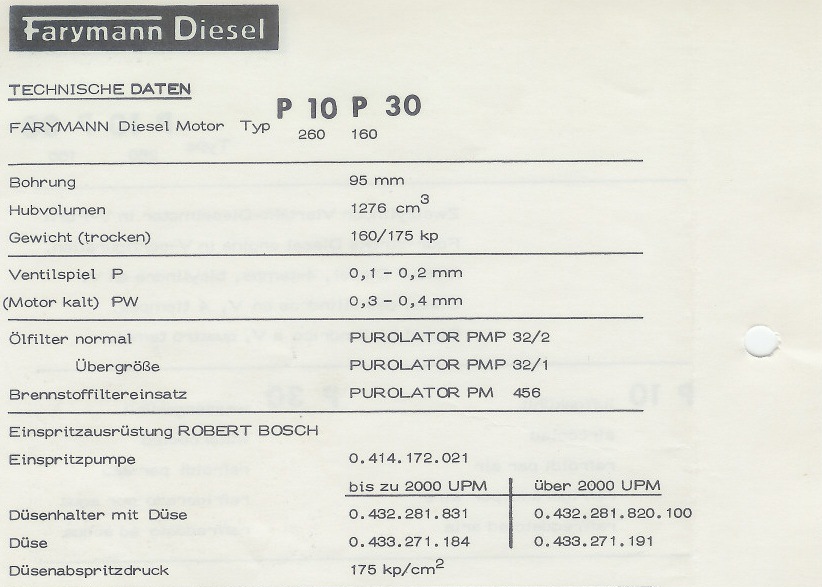 Farymann Diesel
TECHNISCHE DATEN
P 10 P 30
FARYMANN Diesel Motor Typ
260 160
Bohrung 95 mm
Hubvolumen 1276 cm³
Gewicht (trocken) 160/175 kp
Ventilspiel P 0,1 - 0,2 mm
(Motor kalt) PW 0,3 - 0,4 mm
Ölfilter normal PUROLATOR PMP 32/2
Übergröße PUROLATOR PMP 32/1
Brennstoffiltereinsatz PUROLATOR PM 456
Einspritzausrüstung ROBERT BOSCH
Einspritzpumpe 0.414.172.021
bis zu 2000 UPM über 2000 UPM
Düsenhalter mit Düse 0.432.281.831 0.432.281.820.100
Düse 0.433.271.184 0.433.271.191
Düsenabspritzdruck 175 kp/cm²